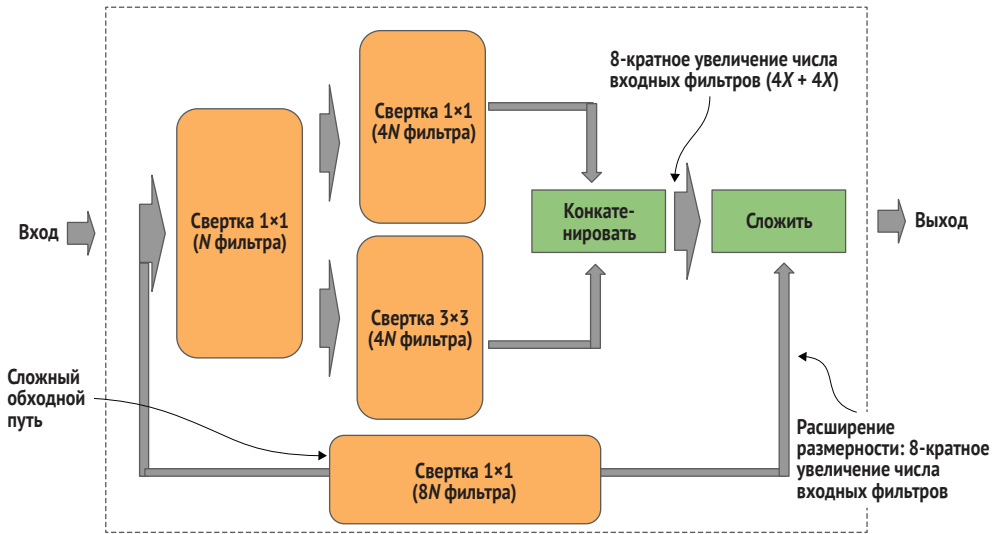 8-кратное увеличение числа
входных фильтров (4X + 4X)
Свертка 1×1
(4N фильтра)
Вход
Свертка 1×1
(N фильтра)
Конкате-
нировать
Сложить
Выход
Свертка 3×3
(4N фильтра)
Сложный
обходной
путь
Расширение
размерности: 8-кратное
увеличение числа
входных фильтров
Свертка 1×1
(8N фильтра)